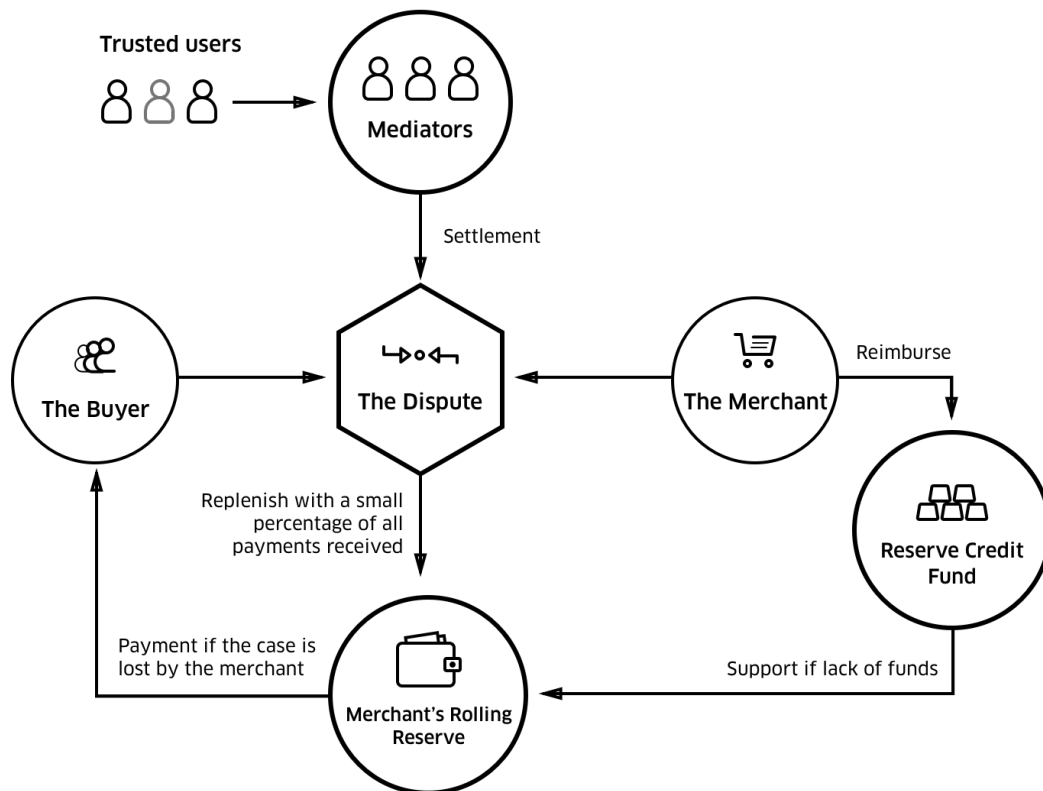 Trusted users
Mediators
Settlement
The Buyer
The Dispute
The Merchant
Reimburse
Replenish with a small
percentage of all
payments received
Reserve Credit
Fund
Payment if the case is
lost by the merchant
Merchant's Rolling
Reserve
Support if lack of funds